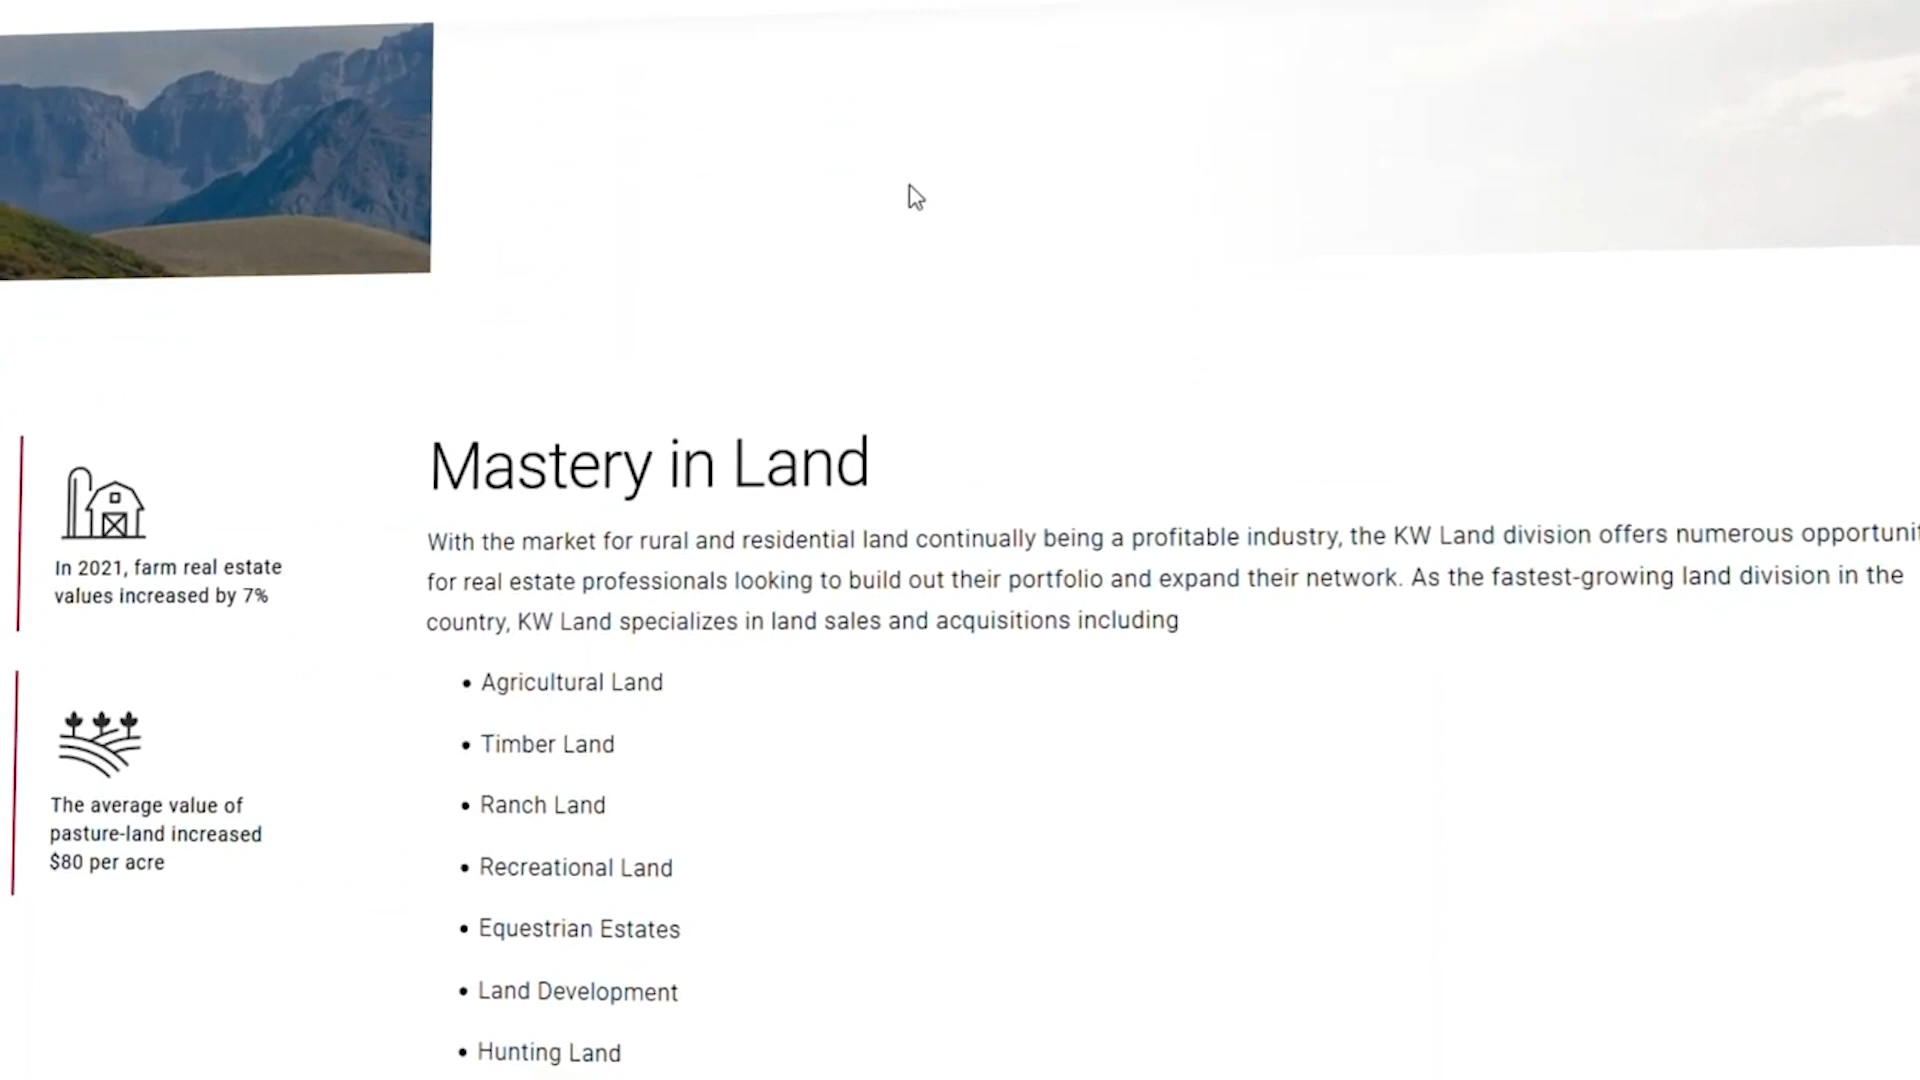 Mastery in Land
With the market for rural and residential land continually being a profitable industry, the KW Land division offers numerous
for real estate professionals looking to build out their portfolio and expand their network. As the fastest-growing land division in the
country, KW Land specializes in land sales and acquisitions including
• Agricultural Land
• Timber Land
• Ranch Land
• Recreational Land
• Equestrian Estates
• Land Development
• Hunting Land
In 2021, farm real estate
values increased by 7%
The average value of
pasture-land increased
$80 per acre